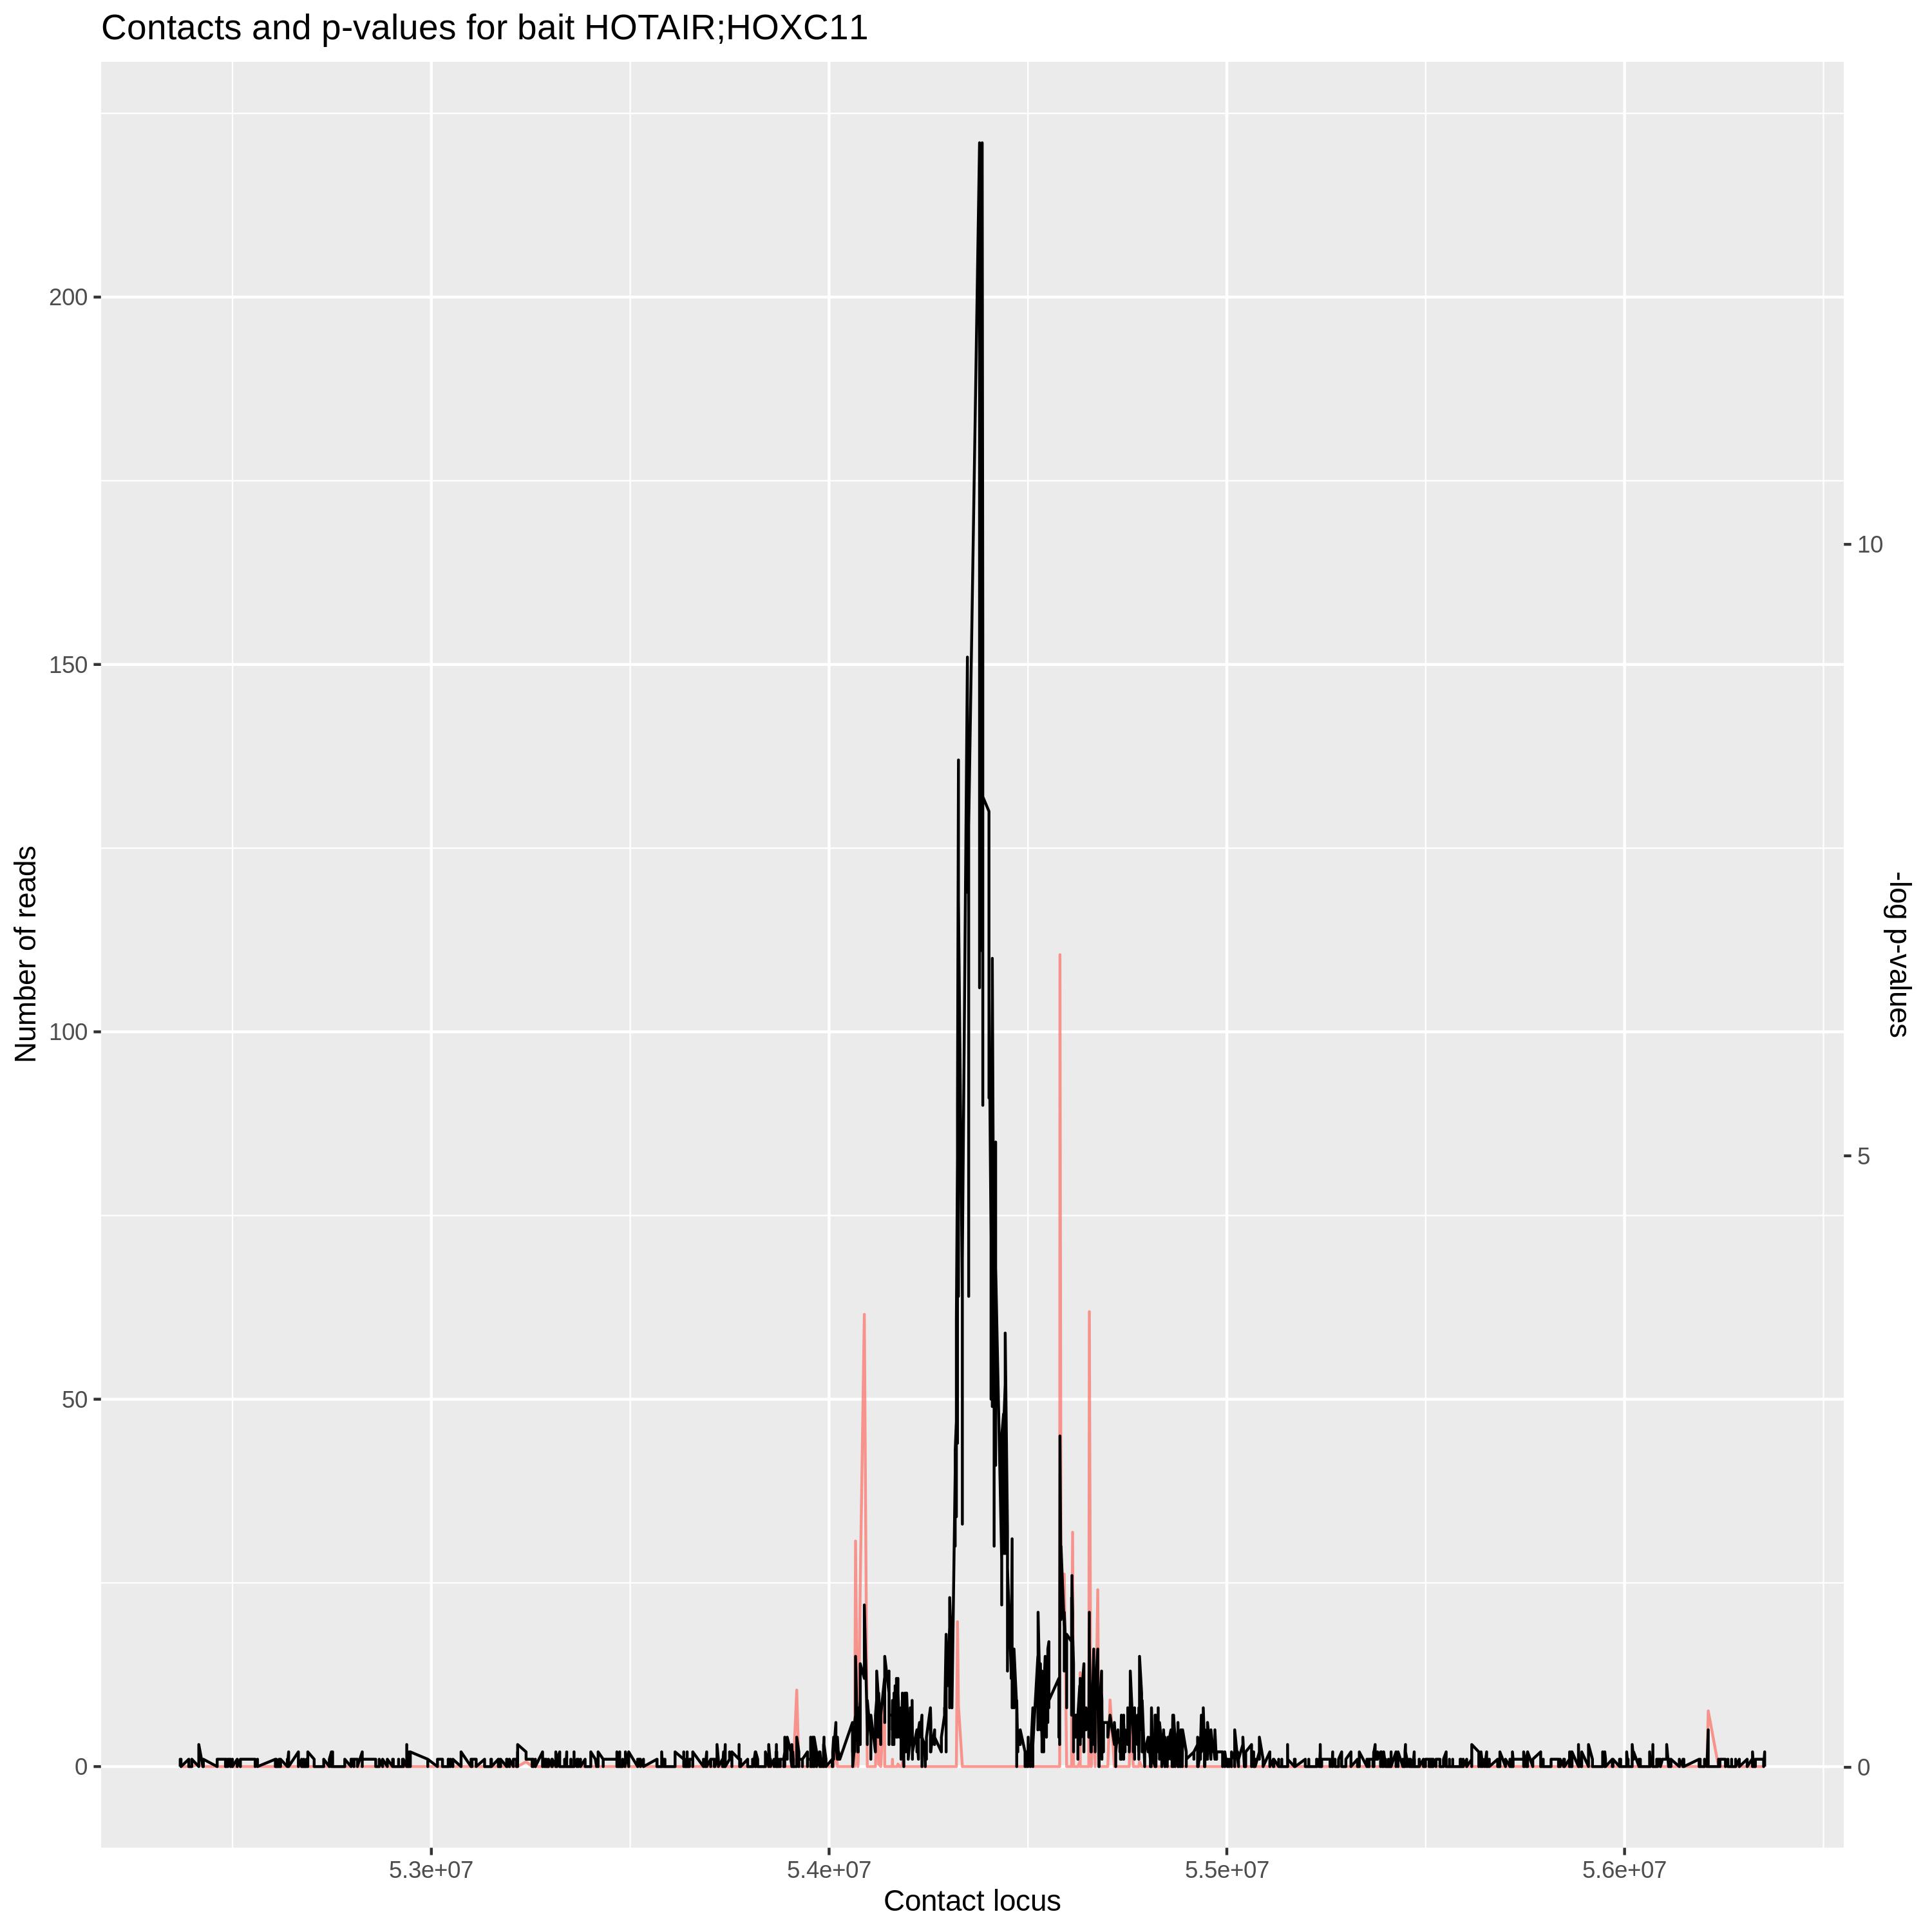 Contacts and p-values for bait HOTAIR;HOXC11
200
150
100
50
0
Number of reads
10
5
0
-log p-values
5.3e+07
5.4e+07
5.5e+07
5.6e+07
Contact locus